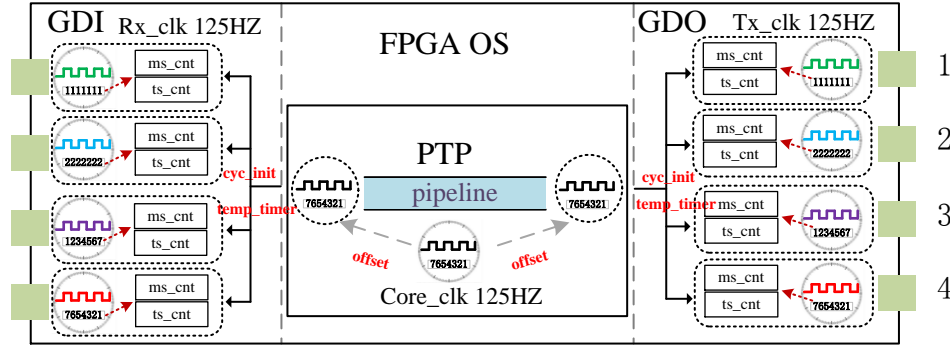 GDI
Rx_clk 125HZ
FPGA OS
GDO
Tx_clk 125HZ
1111111
ms_cnt
ts_cnt
2222222
ms_cnt
ts_cnt
1234567
ms_cnt
ts_cnt
7654321
ms_cnt
ts_cnt
cyc_init
temp_timer
PTP
pipeline
7654321
7654321
7654321
offset
offset
Core_clk 125HZ
cyc_init
temp_timer
ms_cnt
ts_cnt
1111111
1
ms_cnt
ts_cnt
2222222
2
ms_cnt
ts_cnt
1234567
3
ms_cnt
ts_cnt
7654321
4